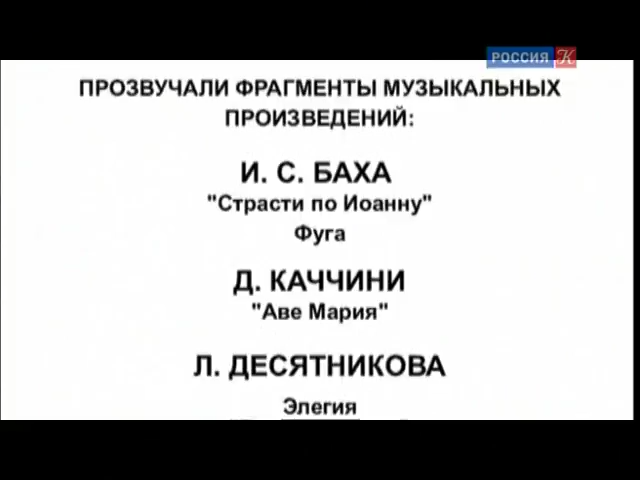 РОССИЯ К
ПРОЗВУЧАЛИ ФРАГМЕНТЫ МУЗЫКАЛЬНЫХ
ПРОИЗВЕДЕНИЙ:
И. С. БАХА
"Страсти по Иоанну"
Фуга
Д. КАЧЧИНИ
"Аве Мария"
Л. ДЕСЯТНИКОВА
Элегия